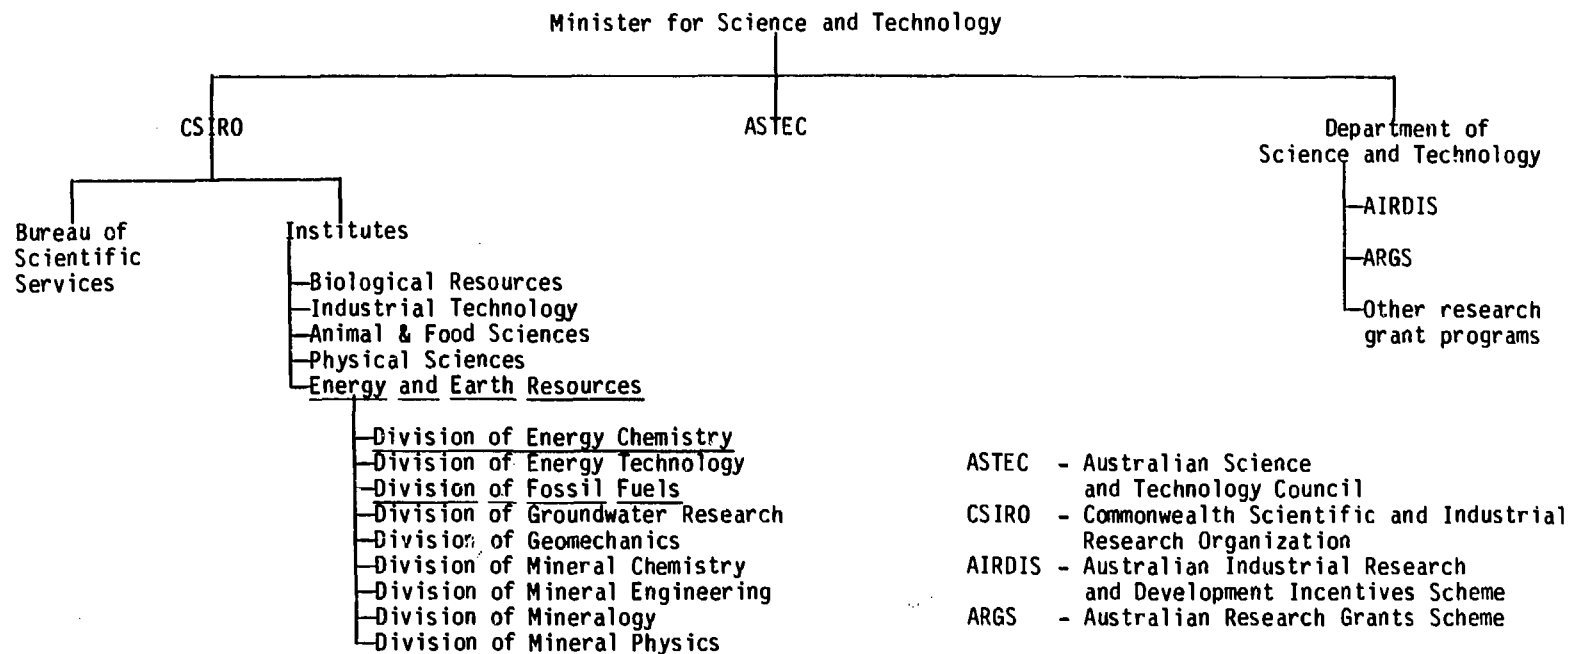 Minister for Science and Technology
CSIRO
ASTEC
Department of
Science and Technology
AIRDIS
ARGS
Other research
grant programs
Bureau of
Scientific
Services
Institutes
Biological Resources
Industrial Technology
Animal & Food Sciences
Physical Sciences
Energy and Earth Resources
Division of Energy Chemistry
Division of Energy Technology
Division of Fossil Fuels
Division of Groundwater Research
Division of Geomechanics
Division of Mineral Chemistry
Division of Mineral Engineering
Division of Mineralogy
Division of Mineral Physics
ASTEC - Australian Science
and Technology Council
CSIRO - Commonwealth Scientific and Industrial
Research Organization
AIRDIS - Australian Industrial Research
and Development Incentives Scheme
ARGS - Australian Research Grants Scheme